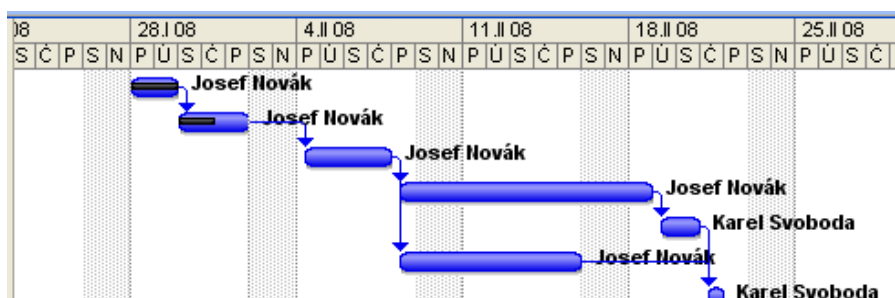 08 28.I 08 4.II 08 11.II 08 18.II 08 25.II 08
S Č P S N P Ú S Č P S N P Ú S Č P S N P Ú S Č P S N P Ú S Č P S N P Ú S Č
Josef Novák
Josef Novák
Josef Novák
Josef Novák
Karel Svoboda
Josef Novák
Karel Svoboda